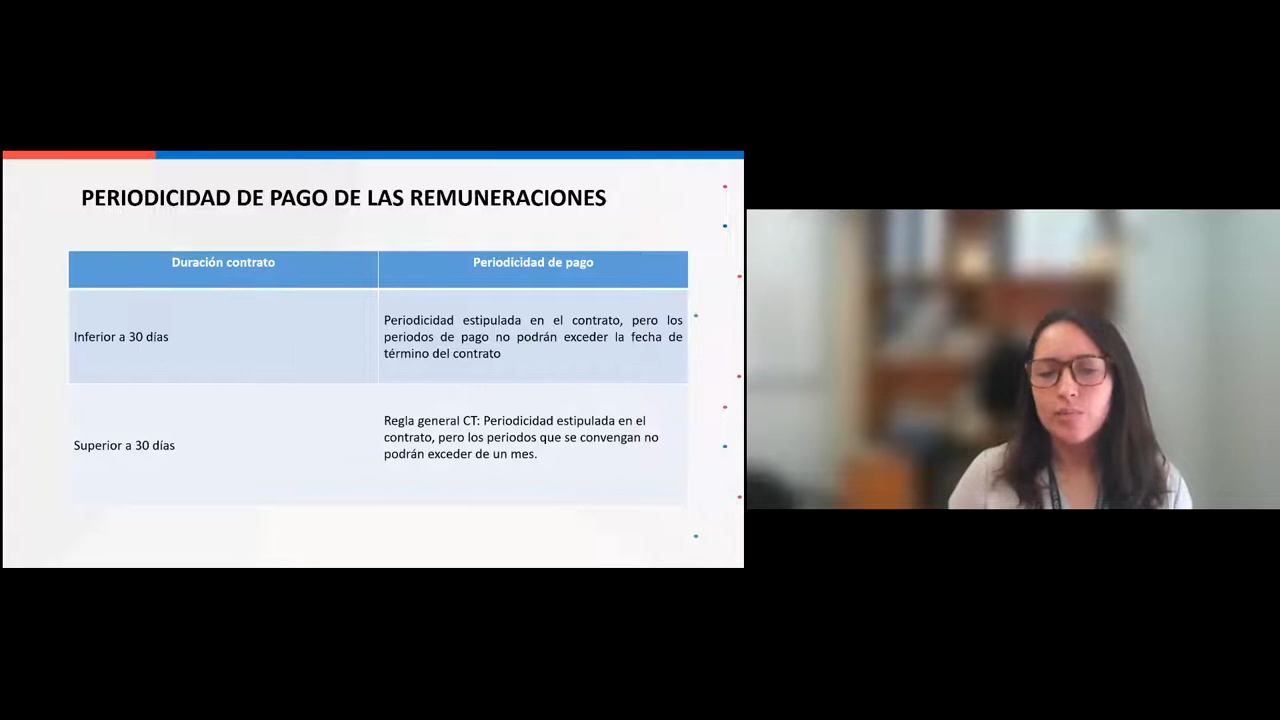 PERIODICIDAD DE PAGO DE LAS REMUNERACIONES
Duración contrato
Periodicidad de pago
Inferior a 30 días
Periodicidad estipulada en el contrato, pero los
periodos de pago no podrán exceder la fecha de
término del contrato
Superior a 30 días
Regla general CT: Periodicidad estipulada en el
contrato, pero los periodos que se convengan no
podrán exceder de un mes.